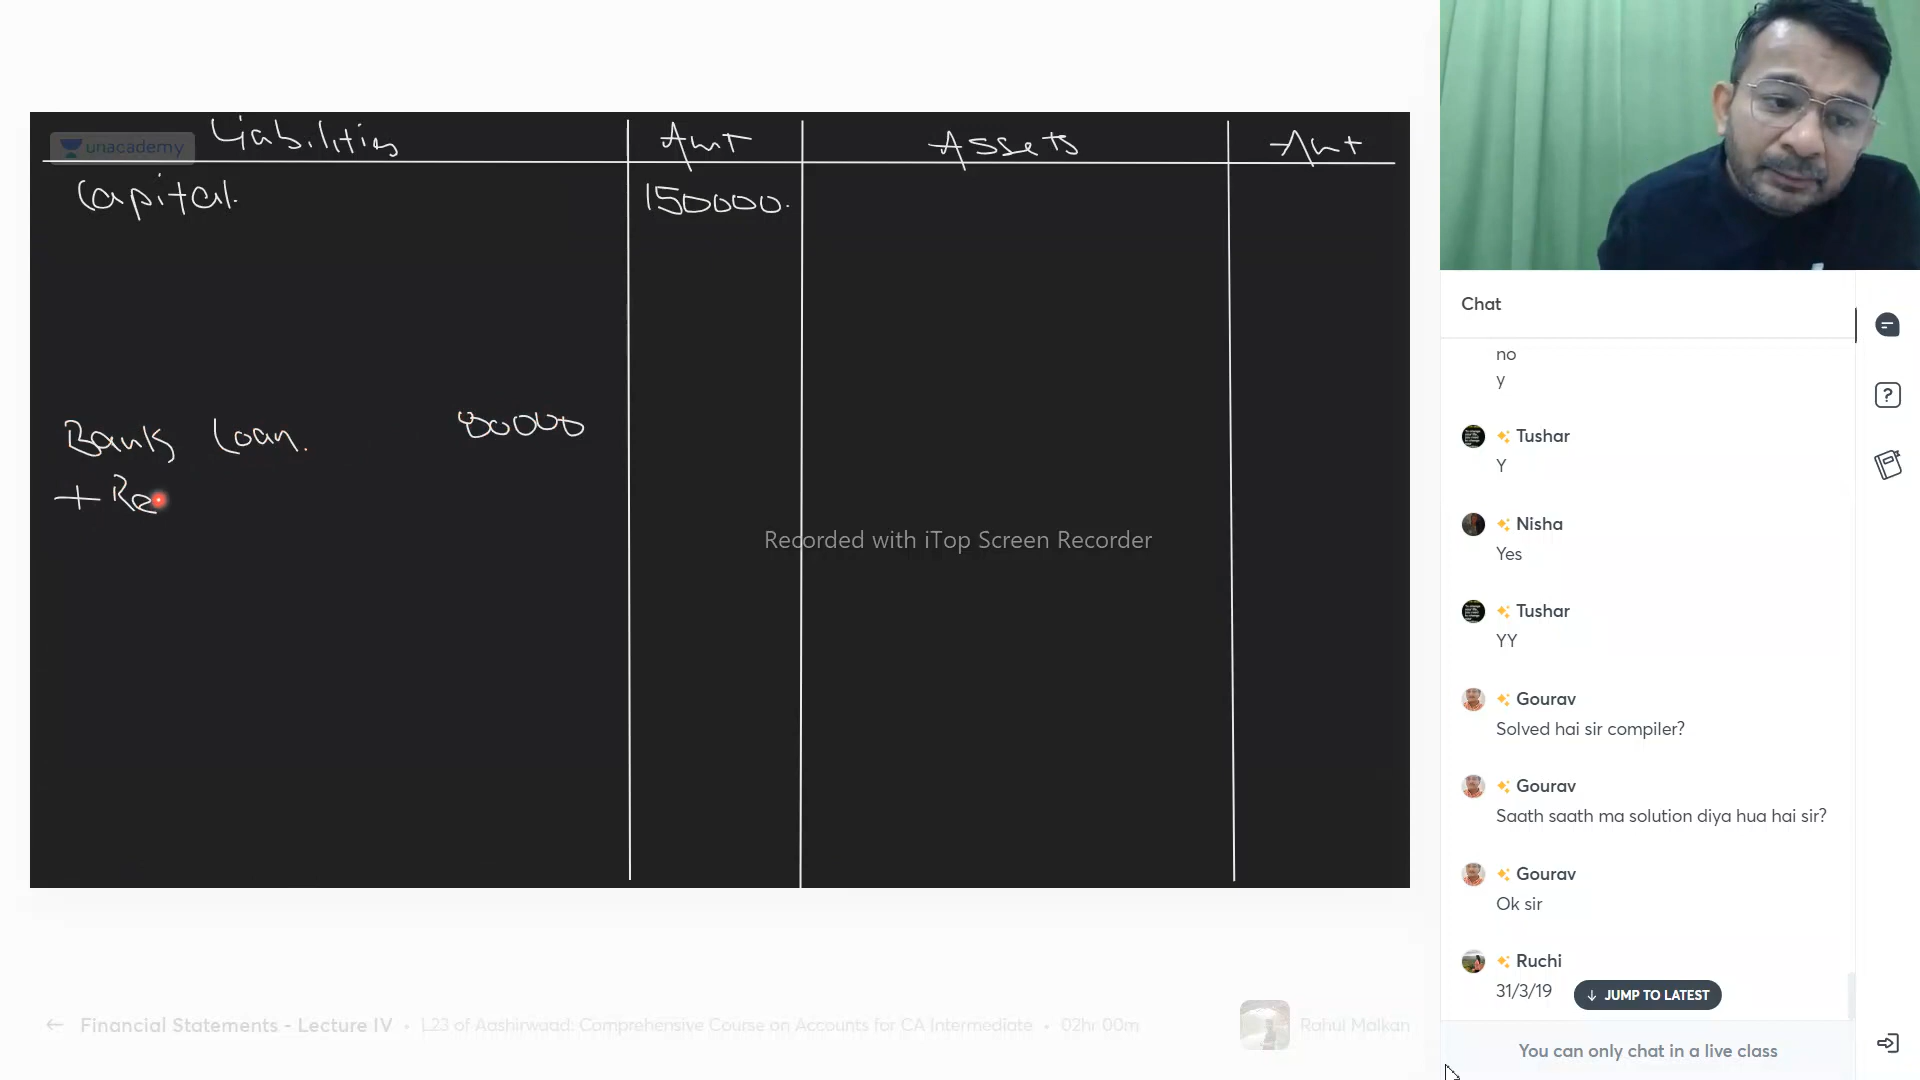 unacademy
Liabilities Amt Assets Amt
Capital. 150000.
Bank Loan. 80000
+ Re
Recorded with iTop Screen Recorder
Chat
no
y
Tushar
Y
Nisha
Yes
Tushar
YY
Gourav
Solved hai sir compiler?
Gourav
Saath saath ma solution diya hua hai sir?
Gourav
Ok sir
Ruchi
31/3/19
↓ JUMP TO LATEST
You can only chat in a live class
← Financial Statements - Lecture IV • L23 of Aashirwaad: Comprehensive Course on Accounts for CA Intermediate • 02hr 00m
Rahul Malkan